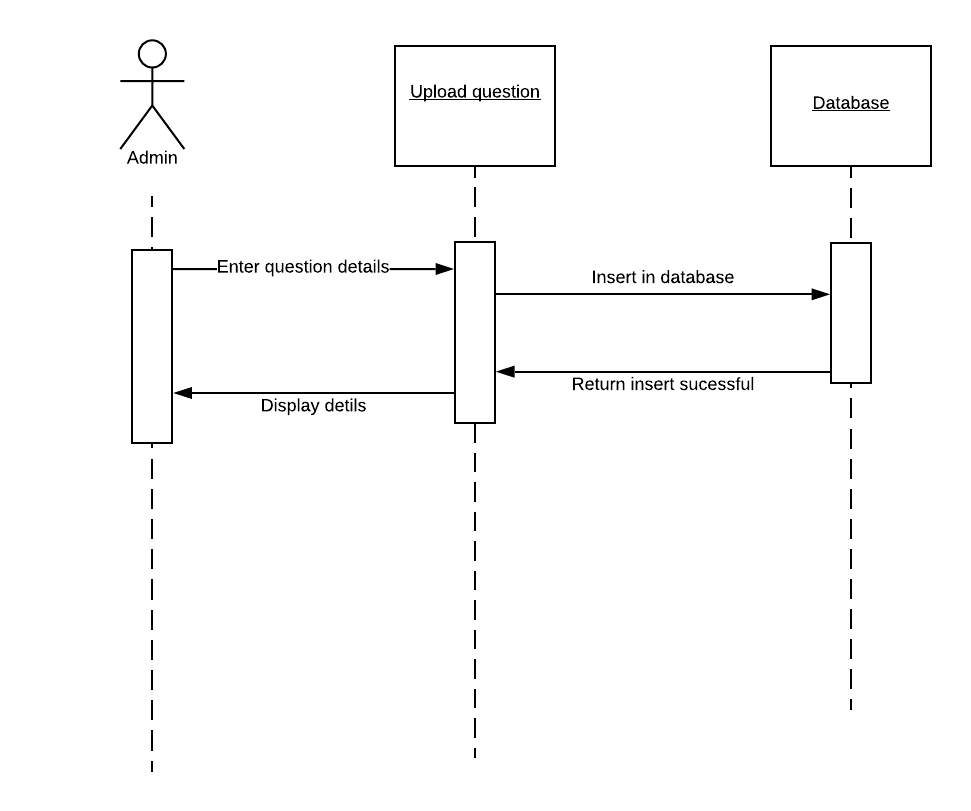 Upload question
Database
Admin
Enter question details
Insert in database
Return insert sucessful
Display detils